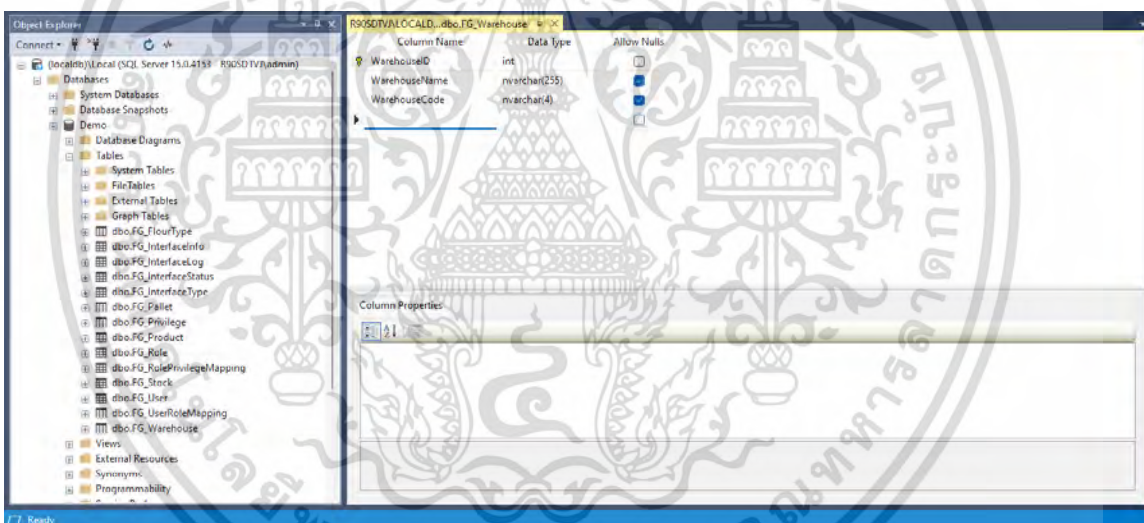 Object Explorer
Connect
(localdb)\Local (SQL Server 15.0.4153 - R90SDTVJ\admin)
Databases
System Databases
Database Snapshots
Demo
Database Diagrams
Tables
System Tables
FileTables
External Tables
Graph Tables
dbo.FG_FlourType
dbo.FG_InterfaceInfo
dbo.FG_InterfaceLog
dbo.FG_InterfaceStatus
dbo.FG_InterfaceType
dbo.FG_Pallet
dbo.FG_Privilege
dbo.FG_Product
dbo.FG_Role
dbo.FG_RolePrivilegeMapping
dbo.FG_Stock
dbo.FG_User
dbo.FG_UserRoleMapping
dbo.FG_Warehouse
Views
External Resources
Synonyms
Programmability
R90SDTVJ\LOCALD...dbo.FG_Warehouse
Column Name Data Type Allow Nulls
WarehouseID int
WarehouseName nvarchar(255)
WarehouseCode nvarchar(4)
Column Properties
Ready